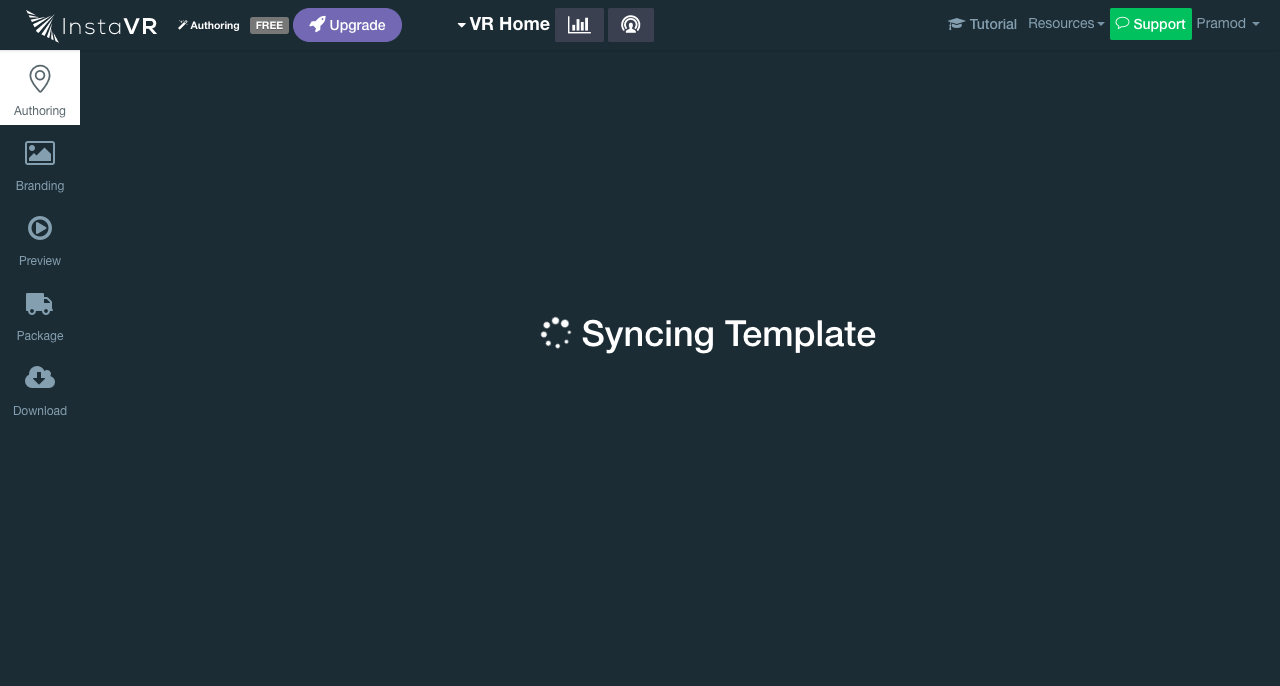 InstaVR
Authoring FREE
Upgrade
VR Home
Tutorial
Resources
Support
Pramod
Authoring
Branding
Preview
Package
Download
Syncing Template